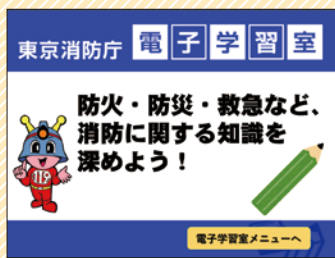 東京消防庁 電子学習室
防火・防災・救急など、
消防に関する知識を
深めよう！
119
電子学習室メニューへ